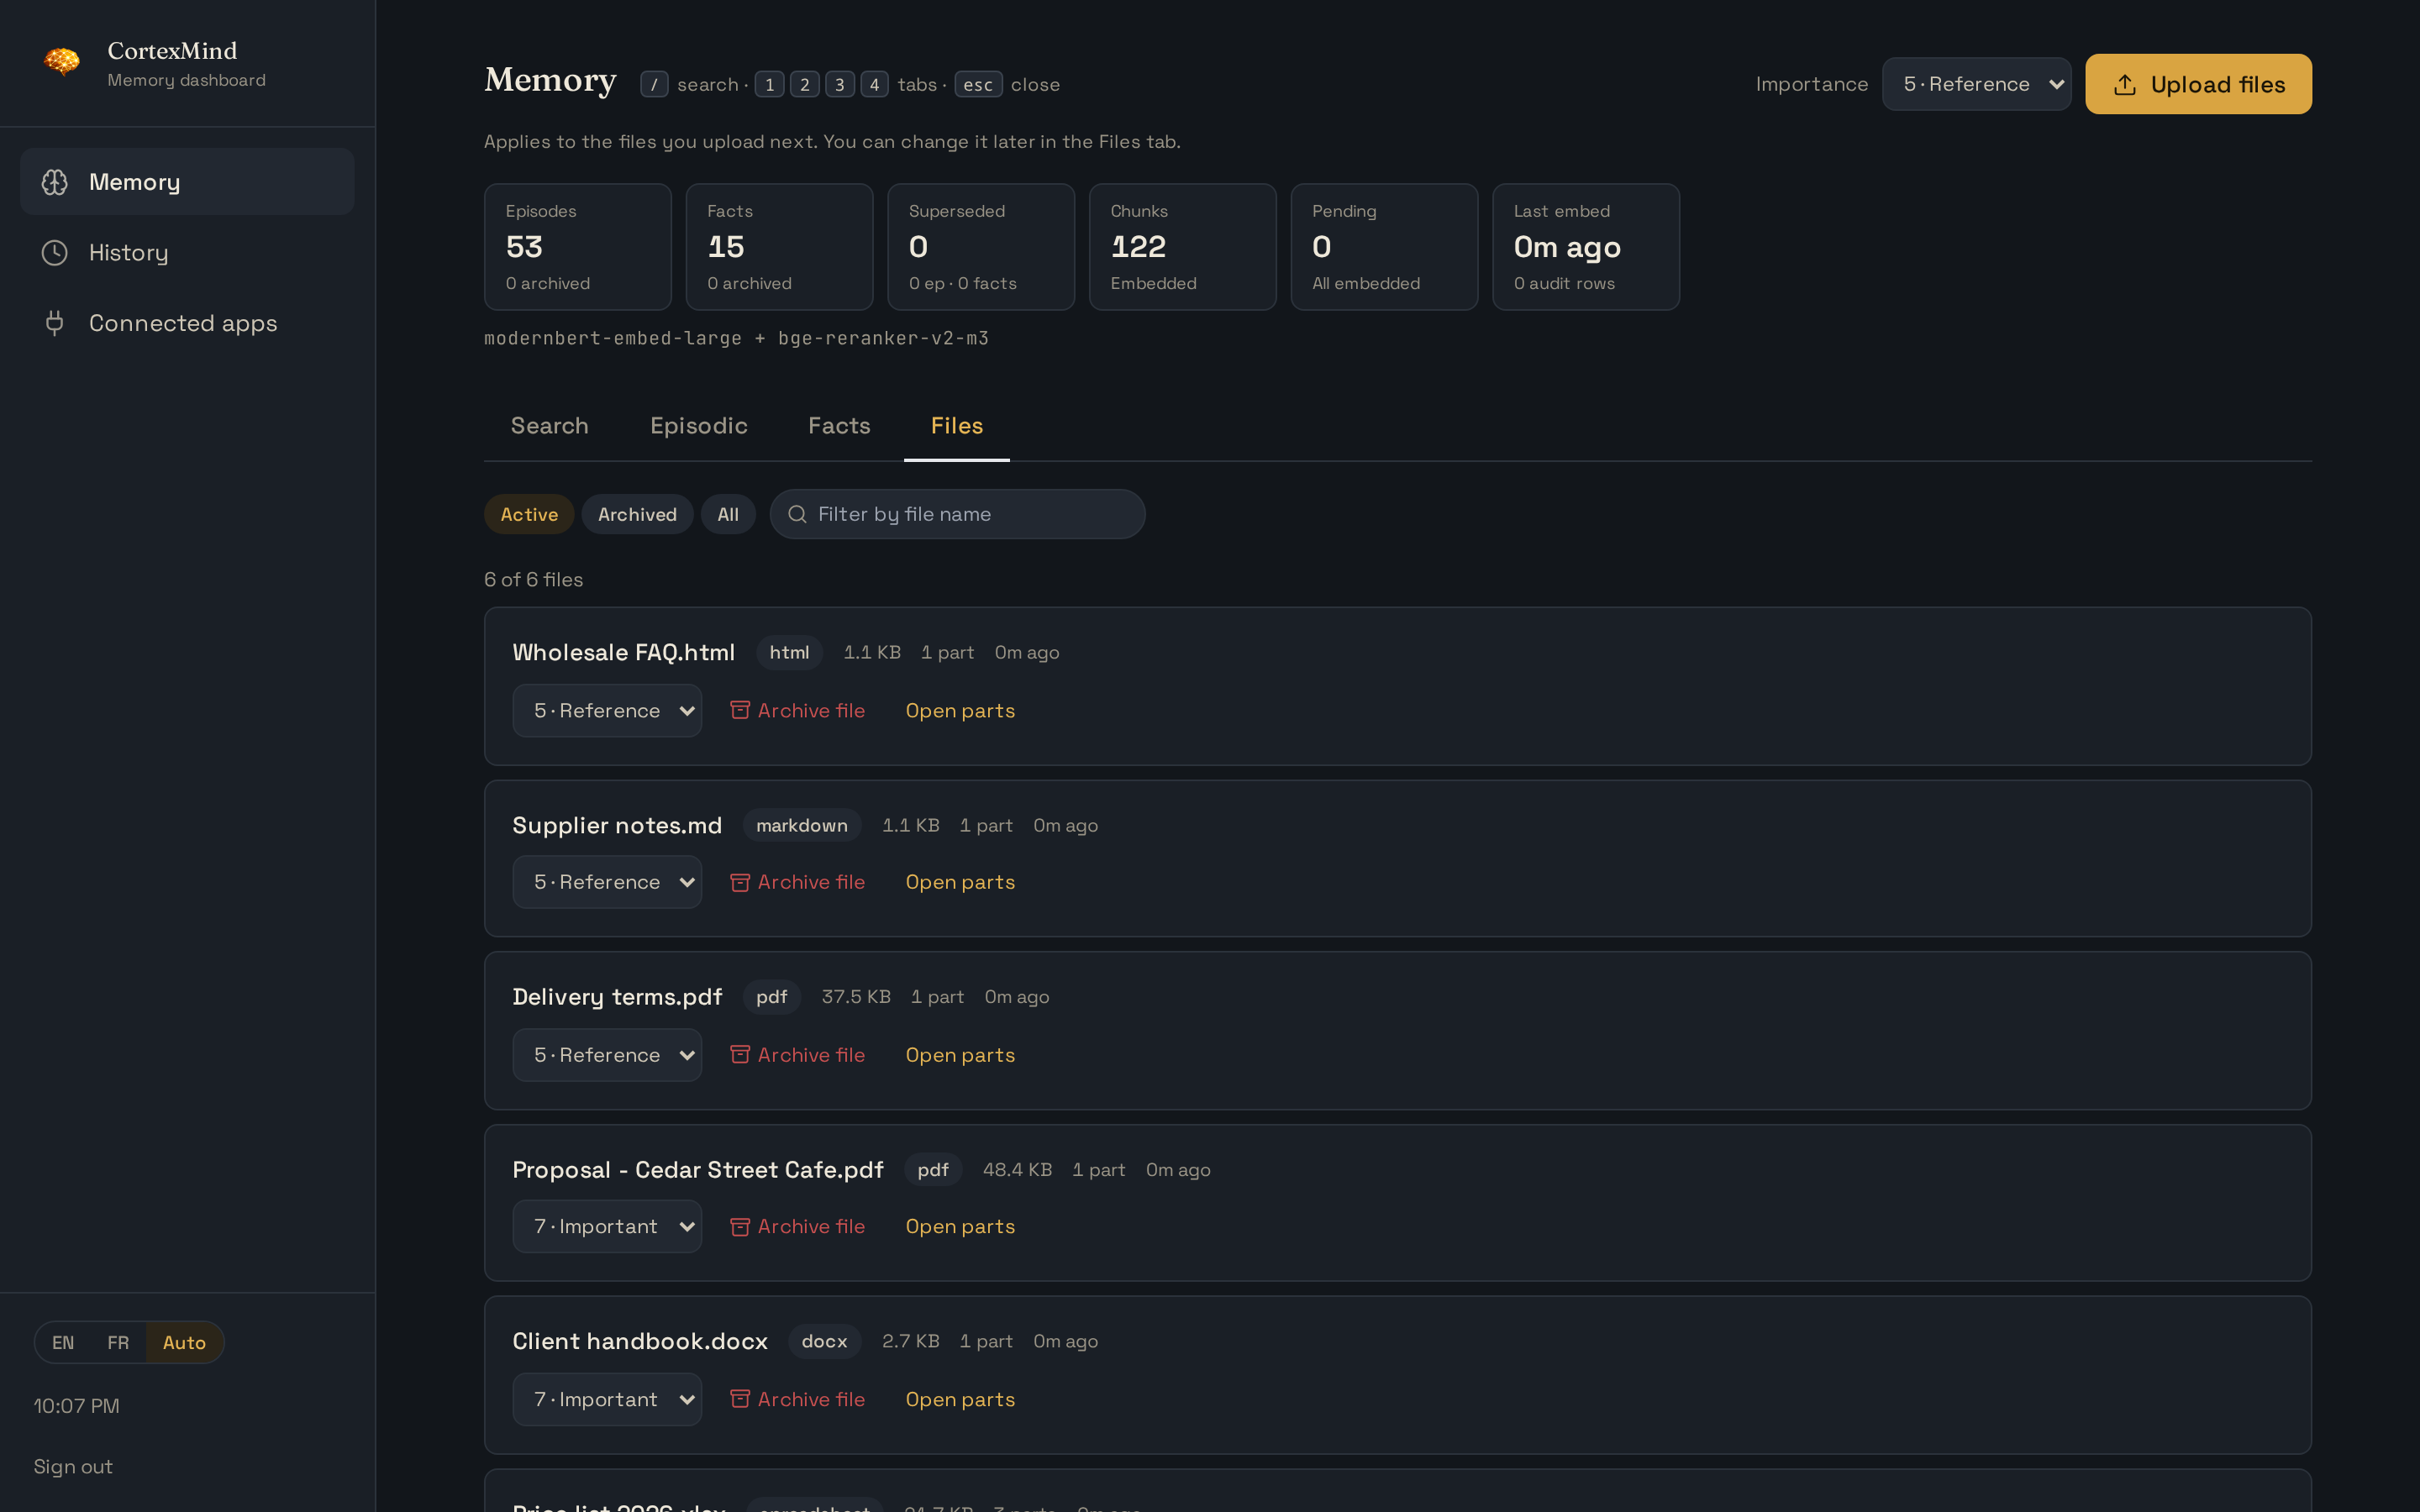 CortexMind
Memory dashboard
Memory
History
Connected apps
EN FR Auto
10:07 PM
Sign out
Memory / search · 1 2 3 4 tabs · esc close
Importance 5 · Reference Upload files
Applies to the files you upload next. You can change it later in the Files tab.
Episodes
53
0 archived
Facts
15
0 archived
Superseded
0
0 ep · 0 facts
Chunks
122
Embedded
Pending
0
All embedded
Last embed
0m ago
0 audit rows
modernbert-embed-large + bge-reranker-v2-m3
Search Episodic Facts Files
Active Archived All Filter by file name
6 of 6 files
Wholesale FAQ.html html 1.1 KB 1 part 0m ago
5 · Reference Archive file Open parts
Supplier notes.md markdown 1.1 KB 1 part 0m ago
5 · Reference Archive file Open parts
Delivery terms.pdf pdf 37.5 KB 1 part 0m ago
5 · Reference Archive file Open parts
Proposal - Cedar Street Cafe.pdf pdf 48.4 KB 1 part 0m ago
7 · Important Archive file Open parts
Client handbook.docx docx 2.7 KB 1 part 0m ago
7 · Important Archive file Open parts
Price list 2026.xlsx spreadsheet